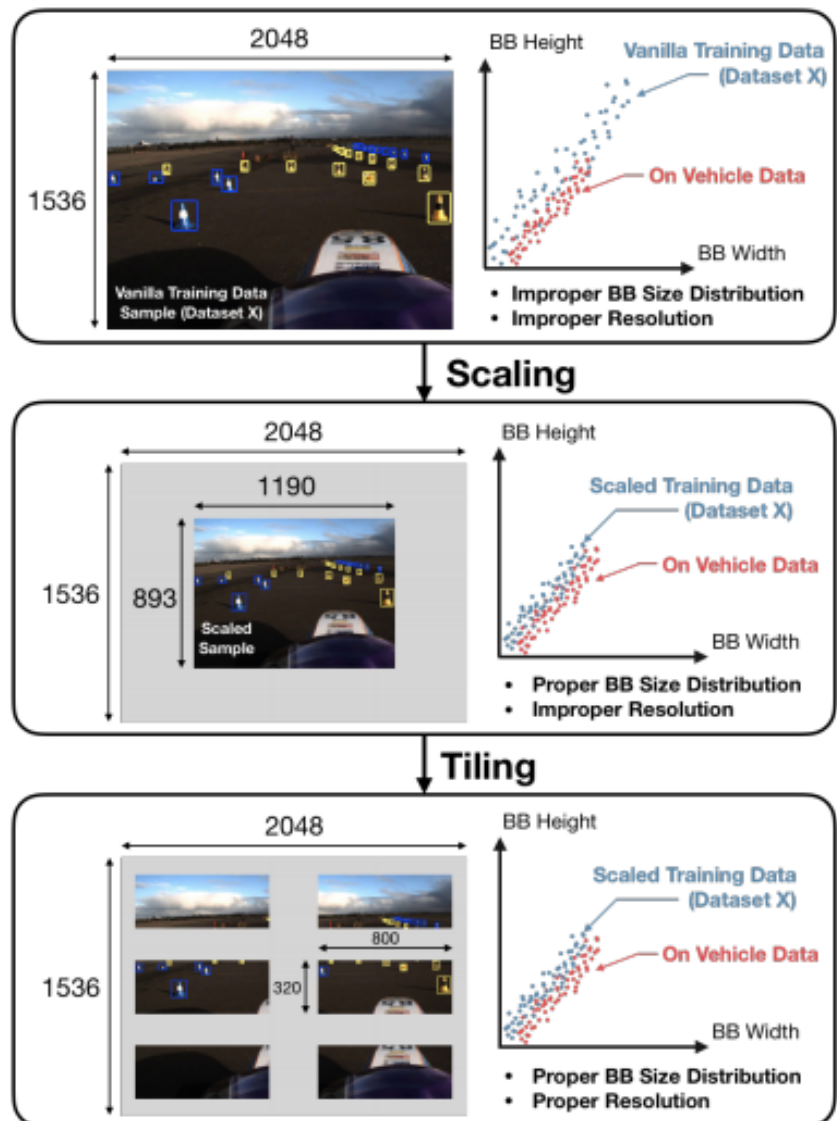 2048
1536
Vanilla Training Data
Sample (Dataset X)
BB Height
Vanilla Training Data
(Dataset X)
On Vehicle Data
BB Width
• Improper BB Size Distribution
• Improper Resolution
Scaling
2048
1190
1536
893
Scaled
Sample
BB Height
Scaled Training Data
(Dataset X)
On Vehicle Data
BB Width
• Proper BB Size Distribution
• Improper Resolution
Tiling
2048
800
1536
320
BB Height
Scaled Training Data
(Dataset X)
On Vehicle Data
BB Width
• Proper BB Size Distribution
• Proper Resolution